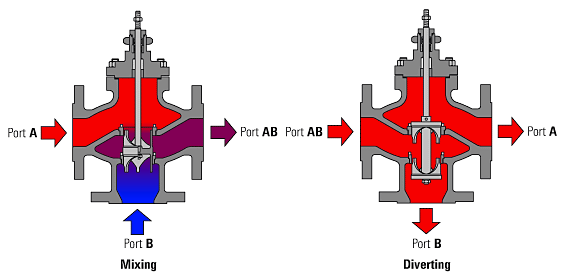 Port A
Port AB
Port B
Mixing
Port AB
Port A
Port B
Diverting